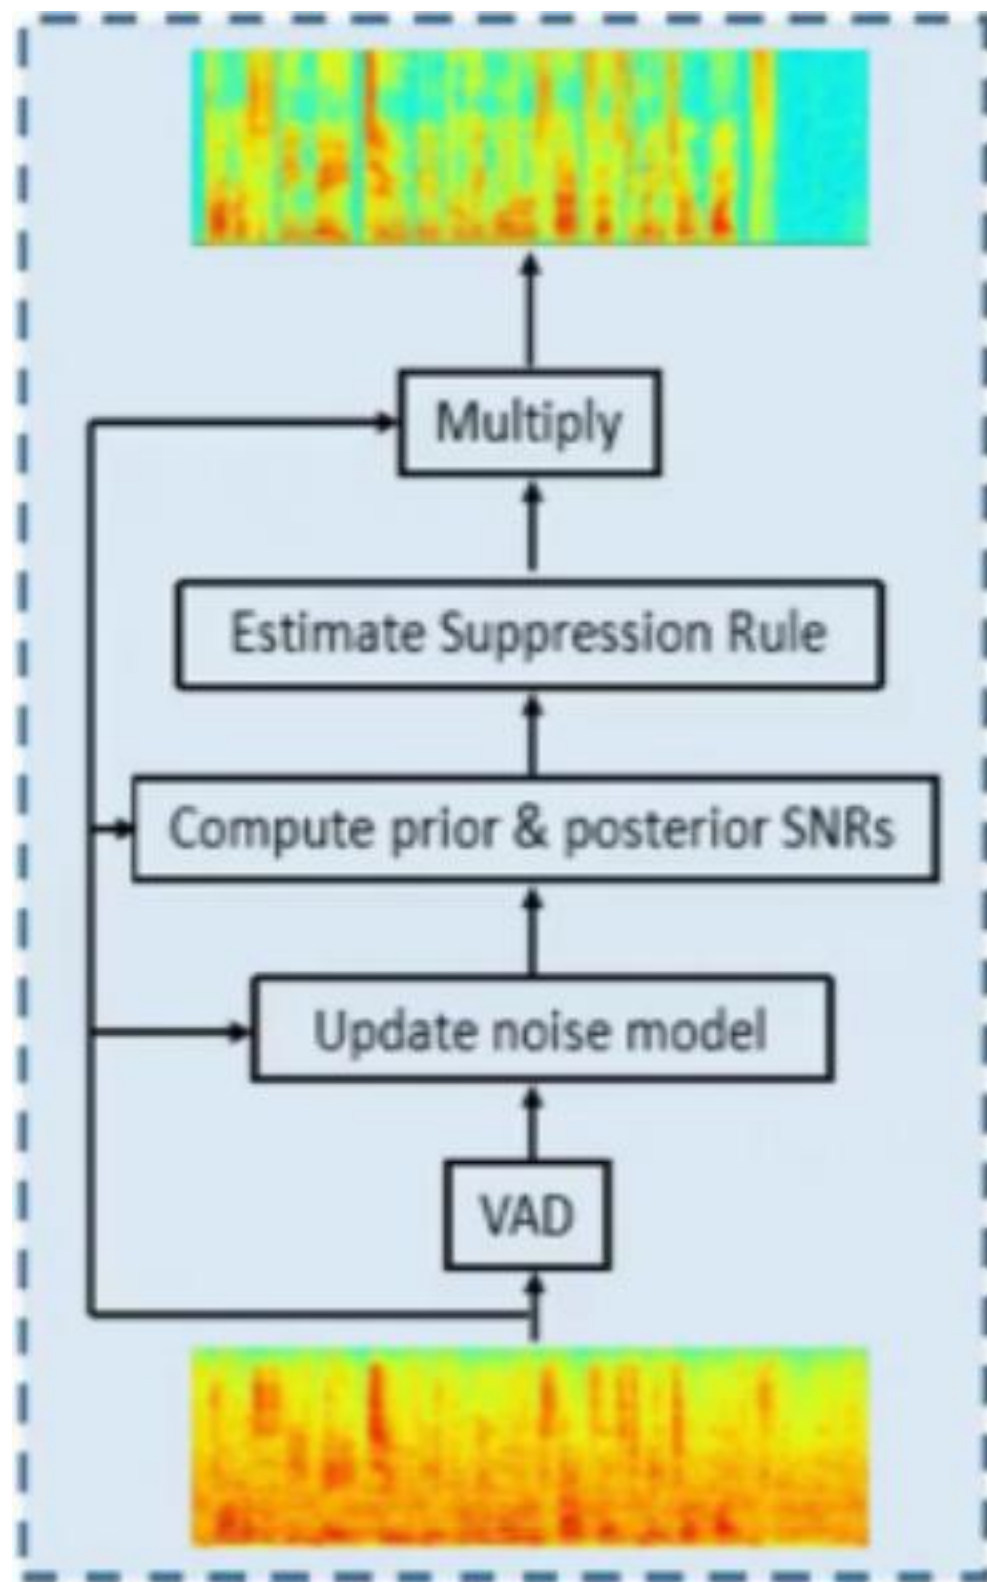 Multiply
Estimate Suppression Rule
Compute prior & posterior SNRs
Update noise model
VAD